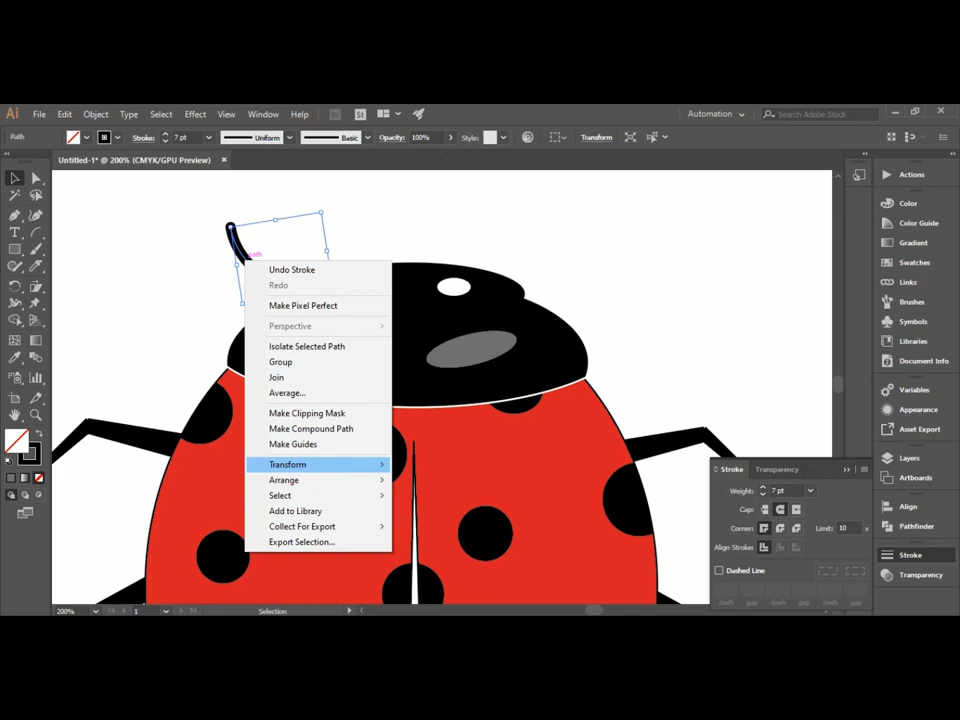 Ai File Edit Object Type Select Effect View Window Help Br St Automation Search Adobe Stock
Path Stroke: 7 pt Uniform Basic Opacity: 100% Style: Transform
Untitled-1* @ 200% (CMYK/GPU Preview) ×
path
Undo Stroke
Redo
Make Pixel Perfect
Perspective
Isolate Selected Path
Group
Join
Average...
Make Clipping Mask
Make Compound Path
Make Guides
Transform
Arrange
Select
Add to Library
Collect For Export
Export Selection...
Actions
Color
Color Guide
Gradient
Swatches
Links
Brushes
Symbols
Libraries
Document Info
Variables
Appearance
Asset Export
Layers
Artboards
Align
Pathfinder
Stroke
Transparency
Stroke Transparency
Weight: 7 pt
Cap:
Corner: Limit: 10 x
Align Stroke:
Dashed Line
dash gap dash gap dash gap
200% 1 Selection